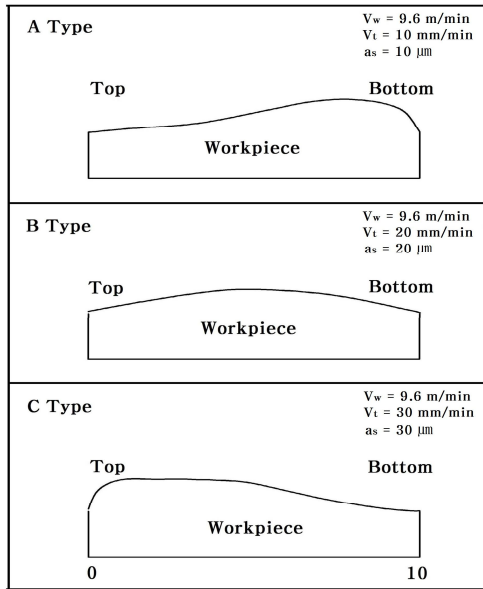 A Type
Vw = 9.6 m/min
Vt = 10 mm/min
as = 10 μm
Top Bottom
Workpiece
B Type
Vw = 9.6 m/min
Vt = 20 mm/min
as = 20 μm
Top Bottom
Workpiece
C Type
Vw = 9.6 m/min
Vt = 30 mm/min
as = 30 μm
Top Bottom
Workpiece
0 10